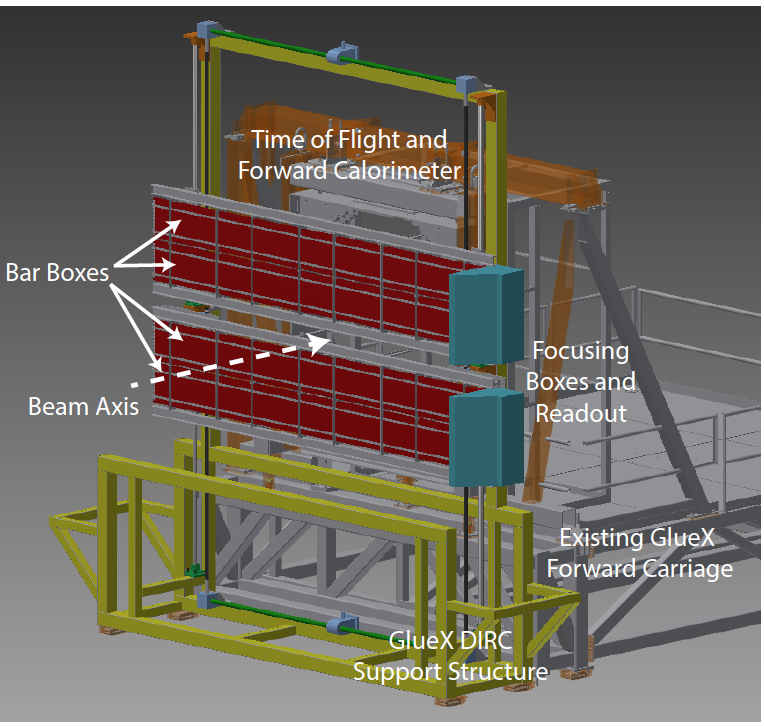 Time of Flight and
Forward Calorimeter
Bar Boxes
Beam Axis
Focusing
Boxes and
Readout
Existing GlueX
Forward Carriage
GlueX DIRC
Support Structure